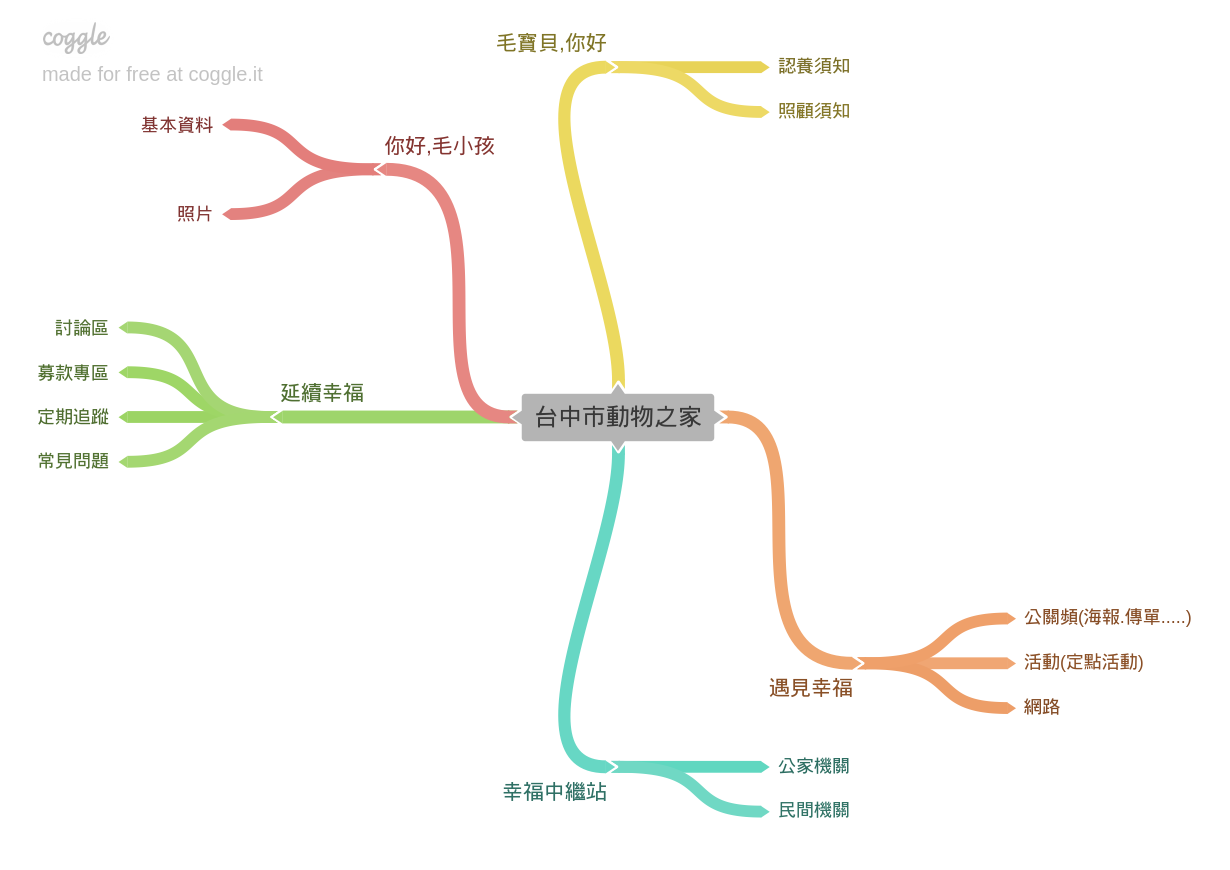 coggle
made for free at coggle.it
毛寶貝,你好
認養須知
照顧須知
你好,毛小孩
基本資料
照片
延續幸福
討論區
募款專區
定期追蹤
常見問題
台中市動物之家
遇見幸福
公關頻(海報.傳單.....)
活動(定點活動)
網路
幸福中繼站
公家機關
民間機關